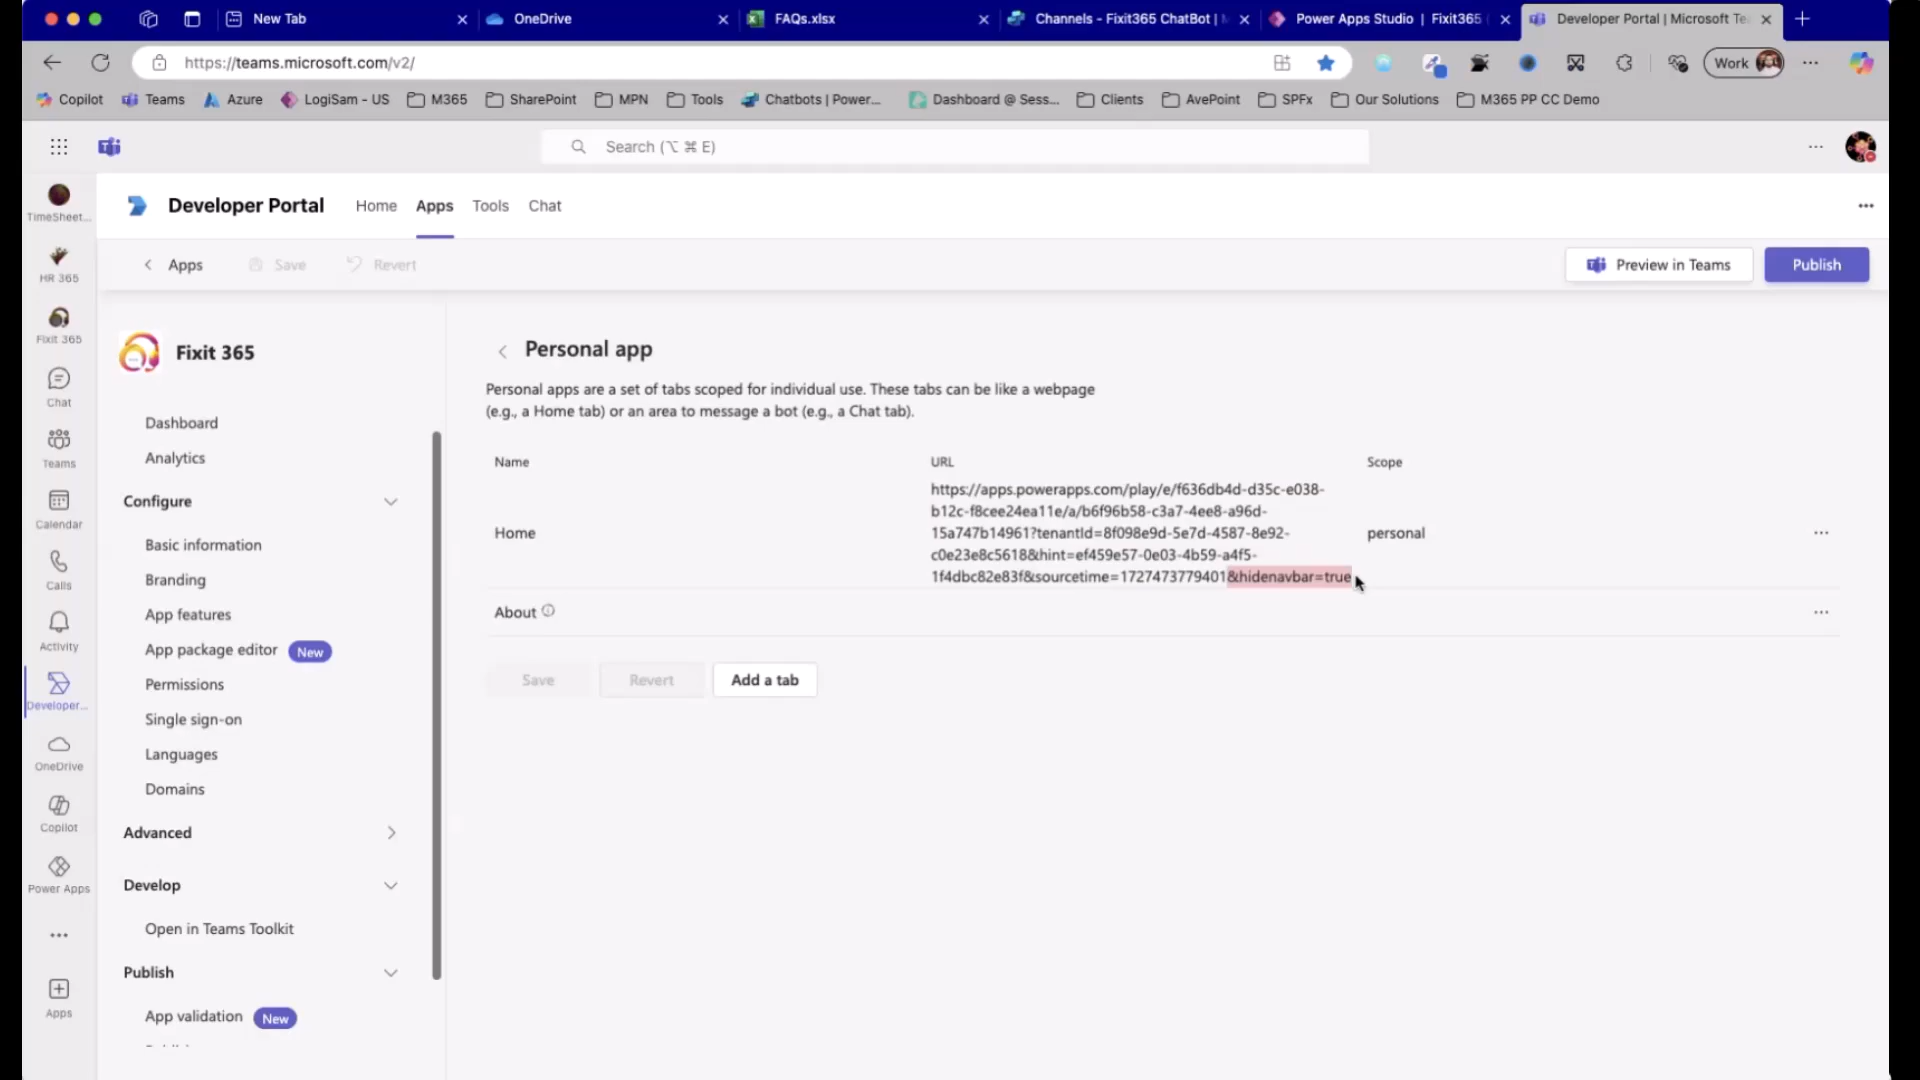 New Tab
OneDrive
FAQs.xlsx
Channels - Fixit365 ChatBot |
Power Apps Studio | Fixit365
Developer Portal | Microsoft Te
https://teams.microsoft.com/v2/
Work
Copilot
Teams
Azure
LogiSam - US
M365
SharePoint
MPN
Tools
Chatbots | Power...
Dashboard @ Sess...
Clients
AvePoint
SPFx
Our Solutions
M365 PP CC Demo
Search (⌥ ⌘ E)
TimeSheet...
HR 365
Fixit 365
Chat
Teams
Calendar
Calls
Activity
Developer...
OneDrive
Copilot
Power Apps
Apps
Developer Portal
Home
Apps
Tools
Chat
Apps
Save
Revert
Preview in Teams
Publish
Fixit 365
Dashboard
Analytics
Configure
Basic information
Branding
App features
App package editor New
Permissions
Single sign-on
Languages
Domains
Advanced
Develop
Open in Teams Toolkit
Publish
App validation New
Personal app
Personal apps are a set of tabs scoped for individual use. These tabs can be like a webpage
(e.g., a Home tab) or an area to message a bot (e.g., a Chat tab).
Name
URL
Scope
Home
https://apps.powerapps.com/play/e/f636db4d-d35c-e038-
b12c-f8cee24ea11e/a/b6f96b58-c3a7-4ee8-a96d-
15a747b14961?tenantId=8f098e9d-5e7d-4587-8e92-
c0e23e8c5618&hint=ef459e57-0e03-4b59-a4f5-
1f4dbc82e83f&sourcetime=1727473779401&hidenavbar=true
personal
About
Save
Revert
Add a tab